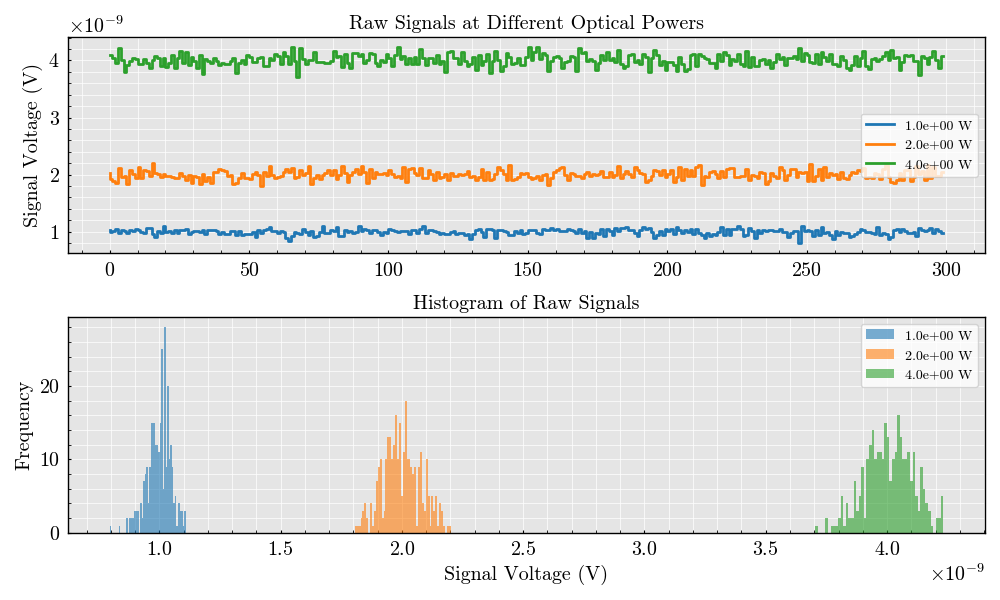 Raw Signals at Different Optical Powers
×10⁻⁹
Signal Voltage (V)
4
3
2
1
0 50 100 150 200 250 300
1.0e+00 W
2.0e+00 W
4.0e+00 W
Histogram of Raw Signals
Frequency
20
10
0
1.0 1.5 2.0 2.5 3.0 3.5 4.0
1.0e+00 W
2.0e+00 W
4.0e+00 W
Signal Voltage (V)
×10⁻⁹